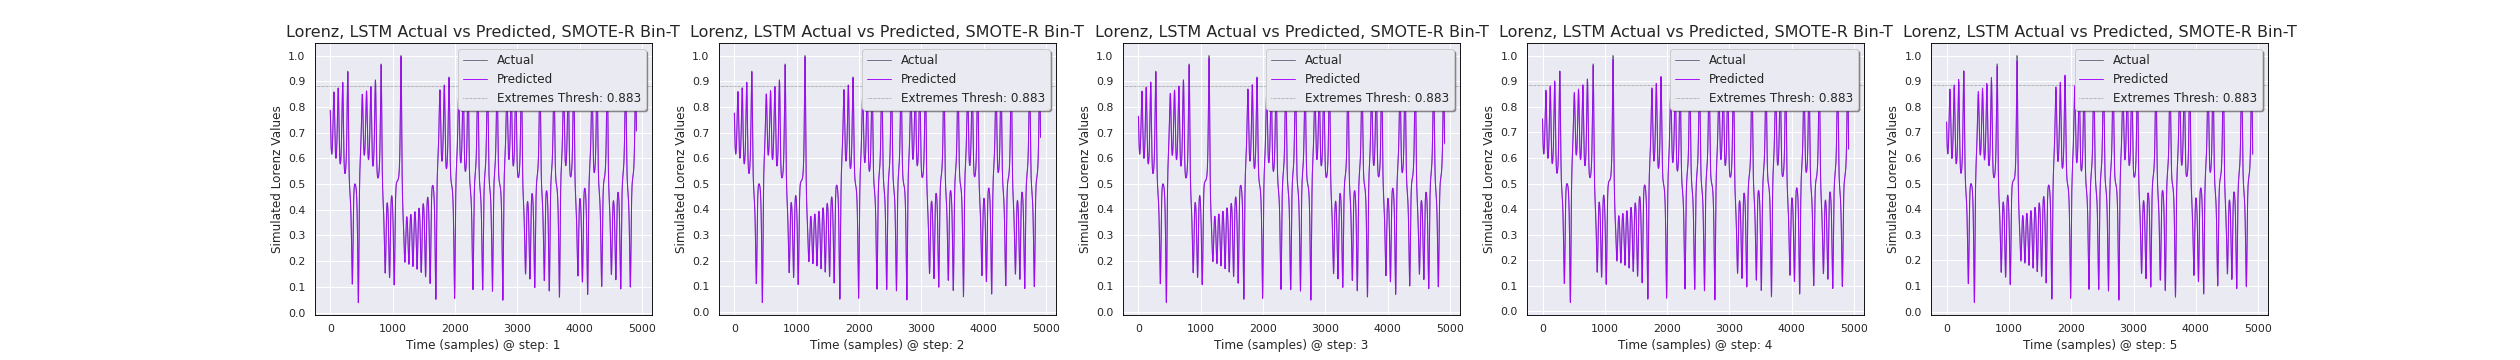 Lorenz, LSTM Actual vs Predicted, SMOTE-R Bin-T
Simulated Lorenz Values
1.0
0.9
0.8
0.7
0.6
0.5
0.4
0.3
0.2
0.1
0.0
Actual
Predicted
Extremes Thresh: 0.883
0 1000 2000 3000 4000 5000
Time (samples) @ step: 1
Lorenz, LSTM Actual vs Predicted, SMOTE-R Bin-T
Simulated Lorenz Values
1.0
0.9
0.8
0.7
0.6
0.5
0.4
0.3
0.2
0.1
0.0
Actual
Predicted
Extremes Thresh: 0.883
0 1000 2000 3000 4000 5000
Time (samples) @ step: 2
Lorenz, LSTM Actual vs Predicted, SMOTE-R Bin-T
Simulated Lorenz Values
1.0
0.9
0.8
0.7
0.6
0.5
0.4
0.3
0.2
0.1
0.0
Actual
Predicted
Extremes Thresh: 0.883
0 1000 2000 3000 4000 5000
Time (samples) @ step: 3
Lorenz, LSTM Actual vs Predicted, SMOTE-R Bin-T
Simulated Lorenz Values
1.0
0.9
0.8
0.7
0.6
0.5
0.4
0.3
0.2
0.1
0.0
Actual
Predicted
Extremes Thresh: 0.883
0 1000 2000 3000 4000 5000
Time (samples) @ step: 4
Lorenz, LSTM Actual vs Predicted, SMOTE-R Bin-T
Simulated Lorenz Values
1.0
0.9
0.8
0.7
0.6
0.5
0.4
0.3
0.2
0.1
0.0
Actual
Predicted
Extremes Thresh: 0.883
0 1000 2000 3000 4000 5000
Time (samples) @ step: 5